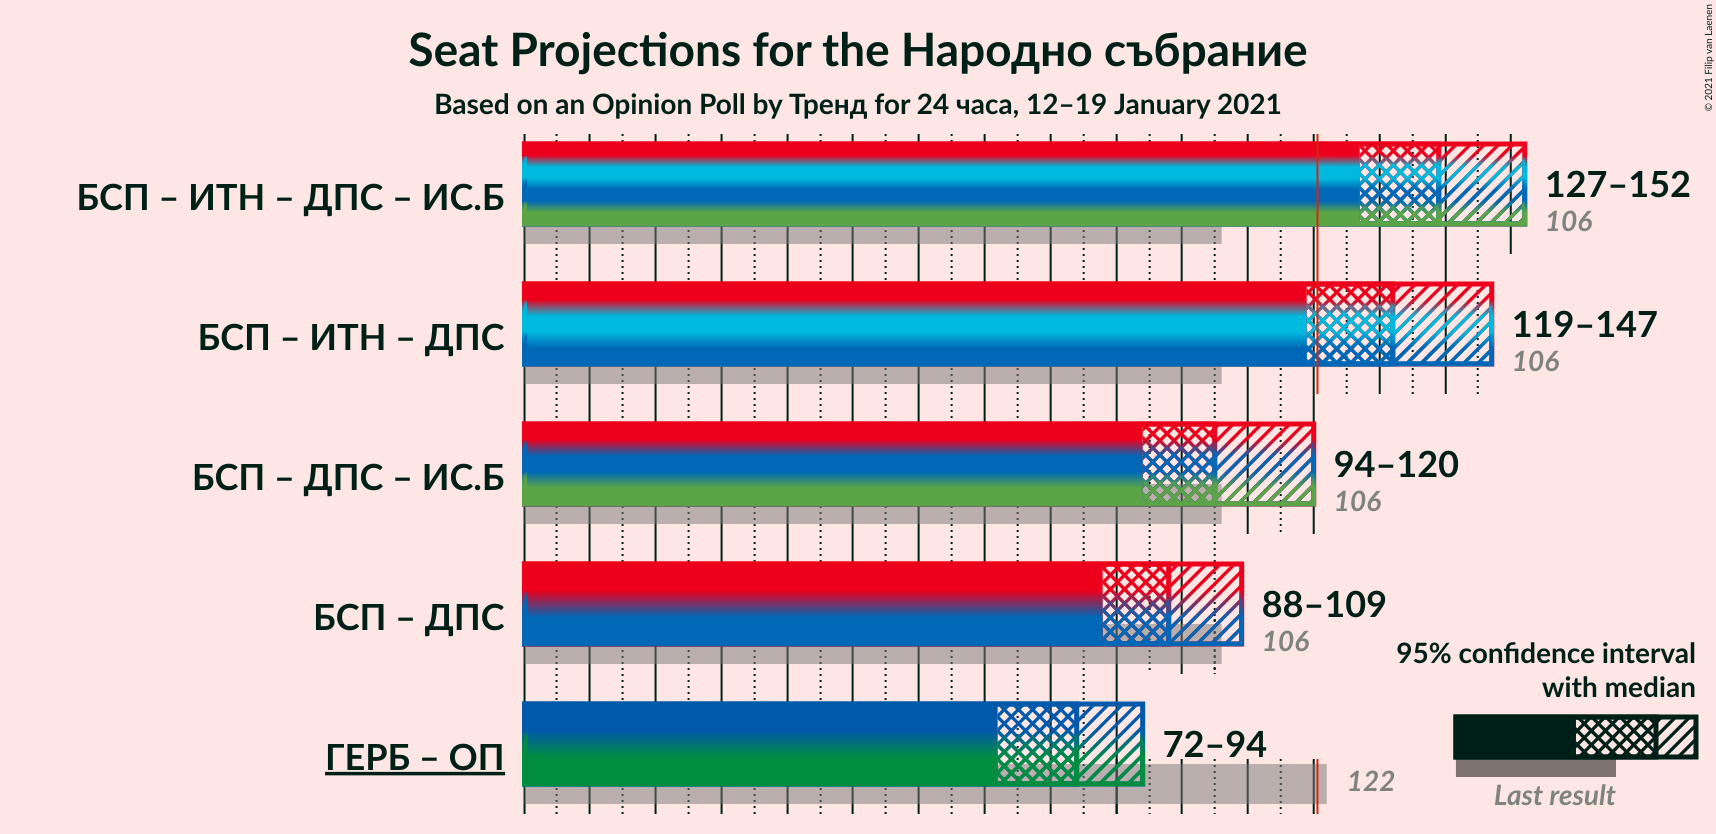 Seat Projections for the Народно събрание
Based on an Opinion Poll by Тренд for 24 часа, 12–19 January 2021
© 2021 Filip van Laenen
БСП – ИТН – ДПС – ИС.Б
127–152
106
БСП – ИТН – ДПС
119–147
106
БСП – ДПС – ИС.Б
94–120
106
БСП – ДПС
88–109
106
ГЕРБ – ОП
72–94
122
95% confidence interval
with median
Last result